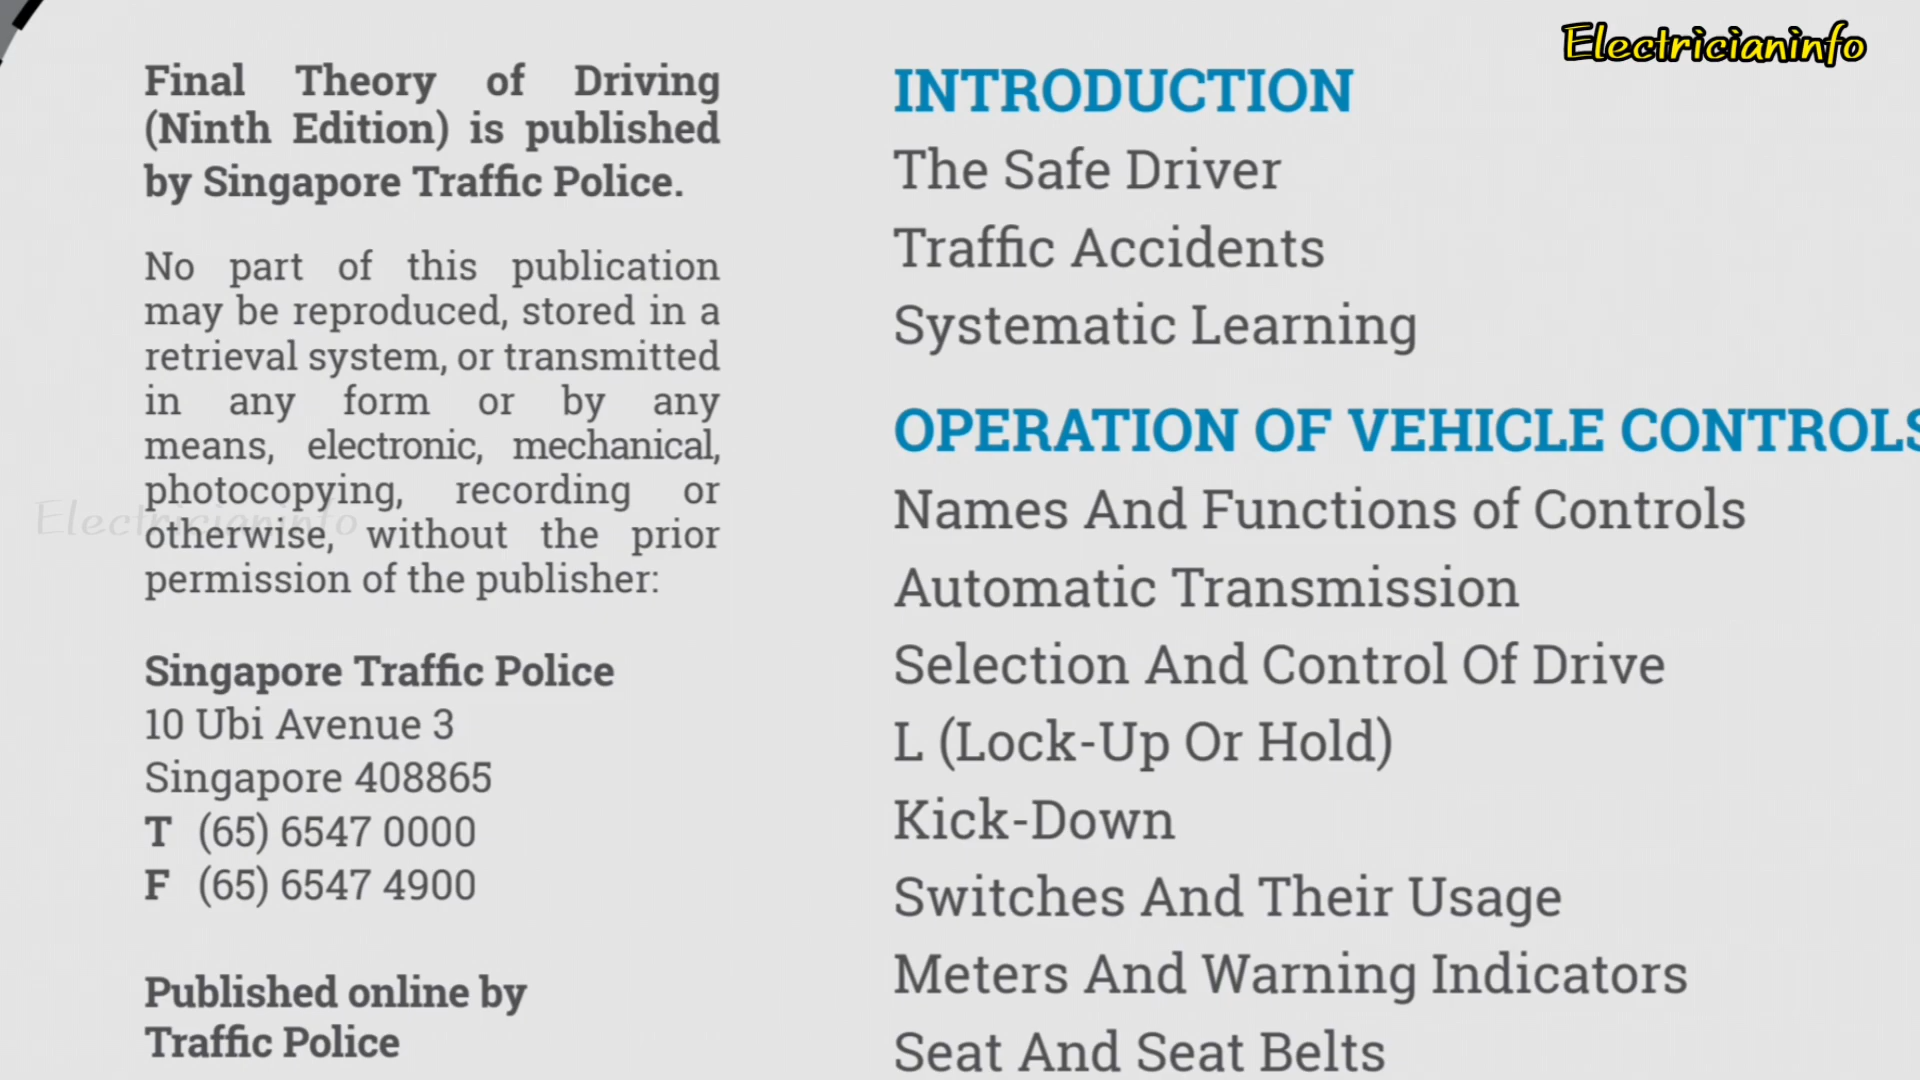 Electricianinfo
Final Theory of Driving
(Ninth Edition) is published
by Singapore Traffic Police.
No part of this publication
may be reproduced, stored in a
retrieval system, or transmitted
in any form or by any
means, electronic, mechanical,
photocopying, recording or
otherwise, without the prior
permission of the publisher:
Electricianinfo
Singapore Traffic Police
10 Ubi Avenue 3
Singapore 408865
T (65) 6547 0000
F (65) 6547 4900
Published online by
Traffic Police
INTRODUCTION
The Safe Driver
Traffic Accidents
Systematic Learning
OPERATION OF VEHICLE CONTROLS
Names And Functions of Controls
Automatic Transmission
Selection And Control Of Drive
L (Lock-Up Or Hold)
Kick-Down
Switches And Their Usage
Meters And Warning Indicators
Seat And Seat Belts